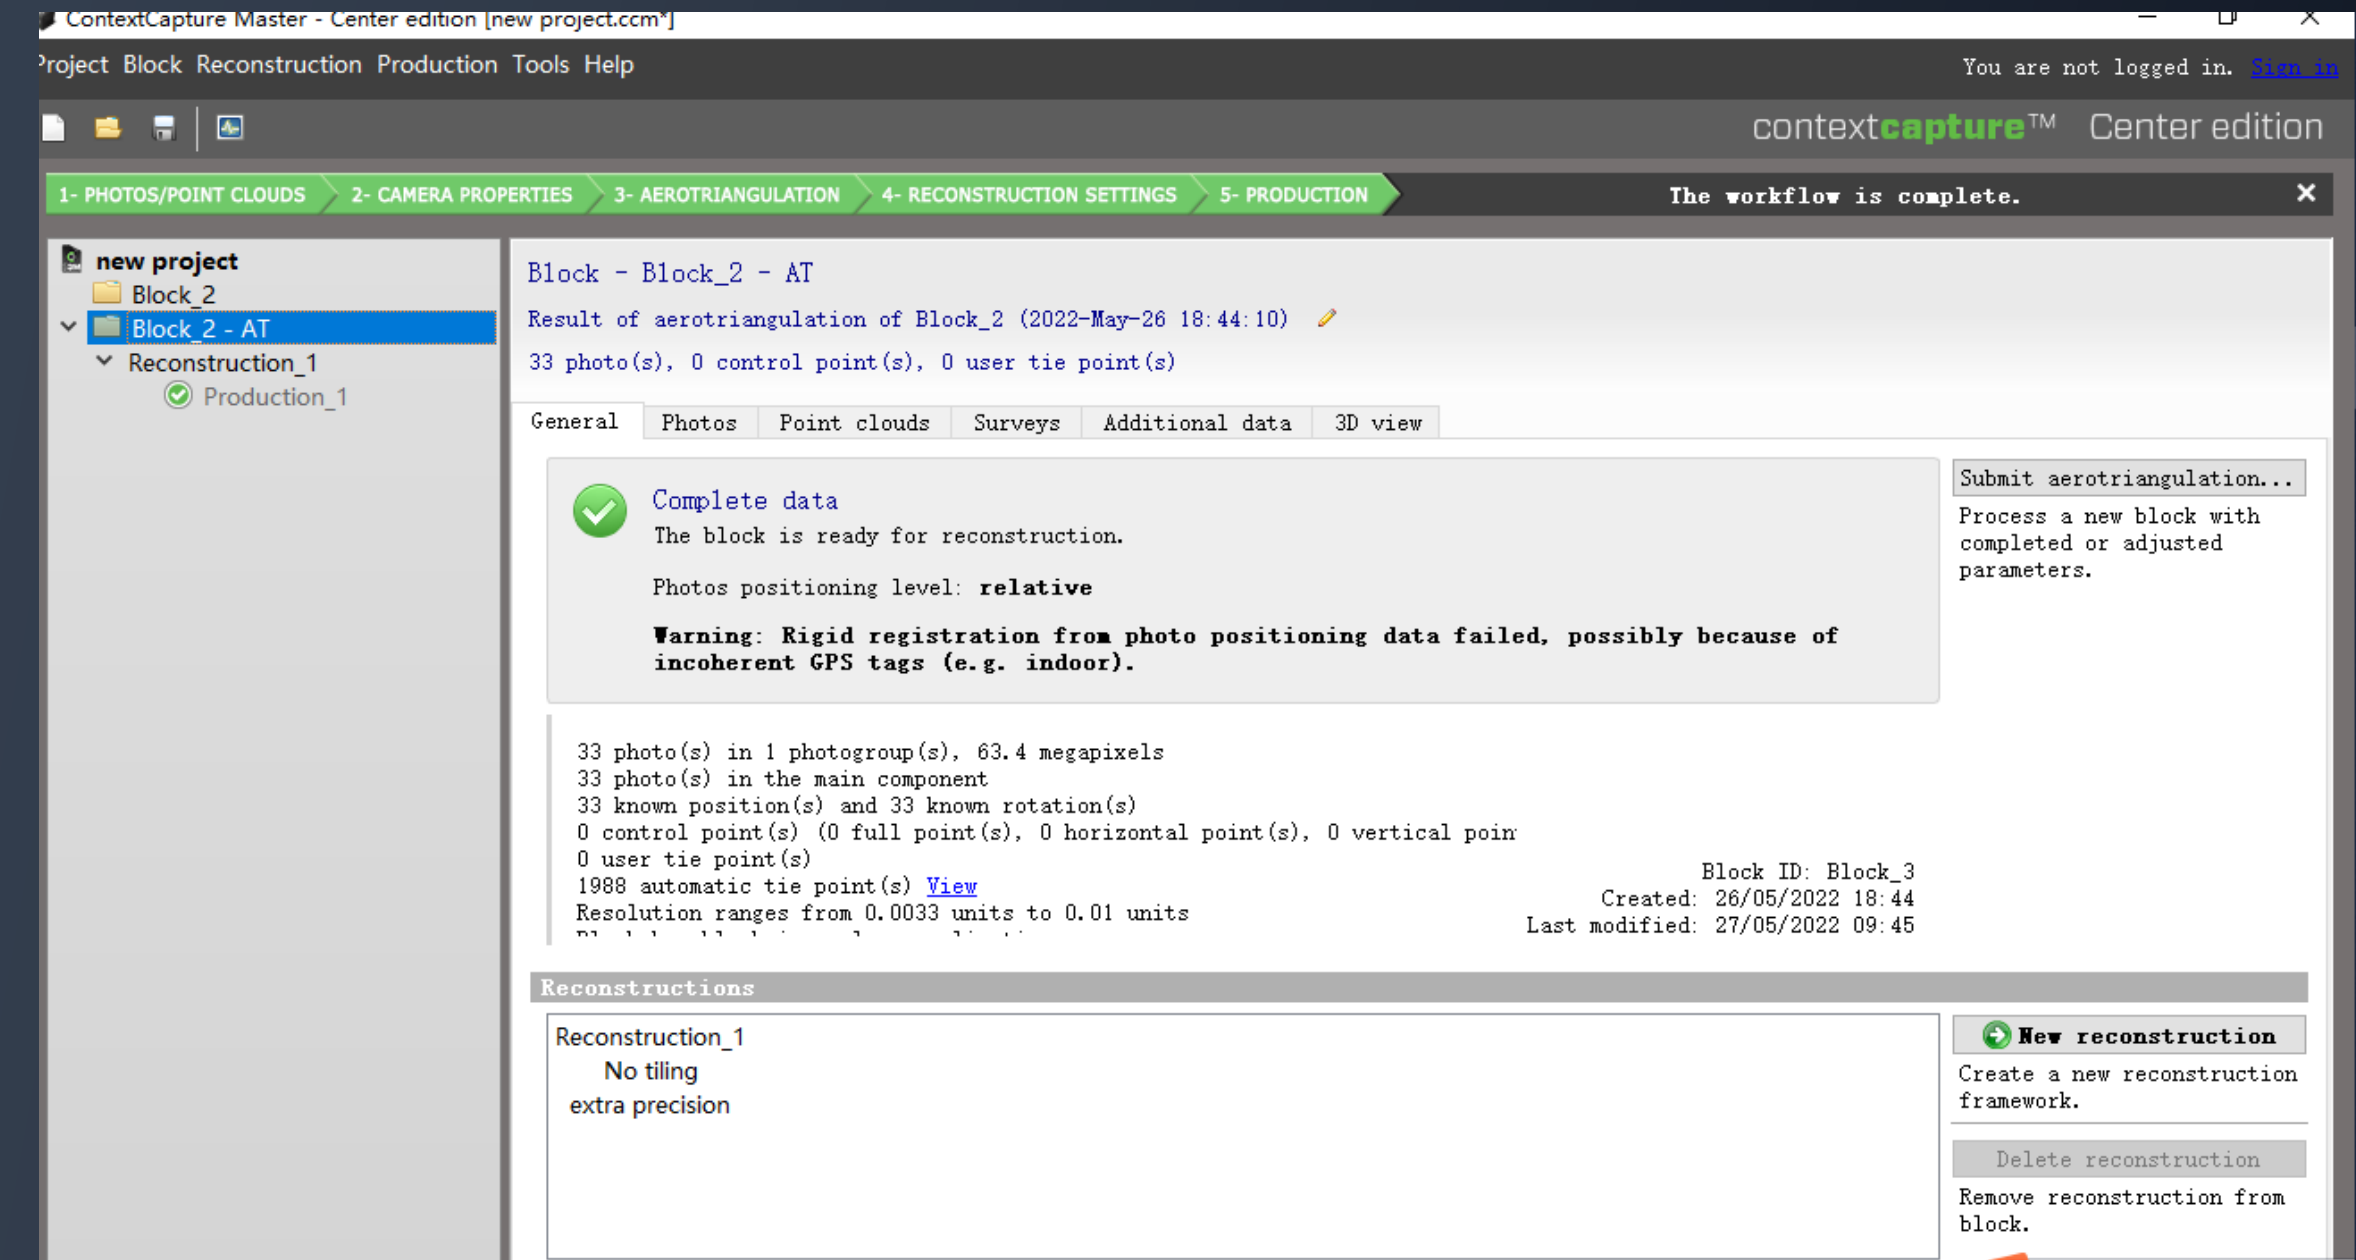 ContextCapture Master - Center edition [new project.ccm*]
Project Block Reconstruction Production Tools Help
You are not logged in. Sign in
contextcapture™ Center edition
1- PHOTOS/POINT CLOUDS
2- CAMERA PROPERTIES
3- AEROTRIANGULATION
4- RECONSTRUCTION SETTINGS
5- PRODUCTION
The workflow is complete.
new project
Block_2
Block_2 - AT
Reconstruction_1
Production_1
Block - Block_2 - AT
Result of aerotriangulation of Block_2 (2022-May-26 18:44:10)
33 photo(s), 0 control point(s), 0 user tie point(s)
General Photos Point clouds Surveys Additional data 3D view
Complete data
The block is ready for reconstruction.
Photos positioning level: relative
Warning: Rigid registration from photo positioning data failed, possibly because of
incoherent GPS tags (e.g. indoor).
Submit aerotriangulation...
Process a new block with
completed or adjusted
parameters.
33 photo(s) in 1 photogroup(s), 63.4 megapixels
33 photo(s) in the main component
33 known position(s) and 33 known rotation(s)
0 control point(s) (0 full point(s), 0 horizontal point(s), 0 vertical poin
0 user tie point(s)
1988 automatic tie point(s) View
Resolution ranges from 0.0033 units to 0.01 units
Block ID: Block_3
Created: 26/05/2022 18:44
Last modified: 27/05/2022 09:45
Reconstructions
Reconstruction_1
No tiling
extra precision
New reconstruction
Create a new reconstruction
framework.
Delete reconstruction
Remove reconstruction from
block.